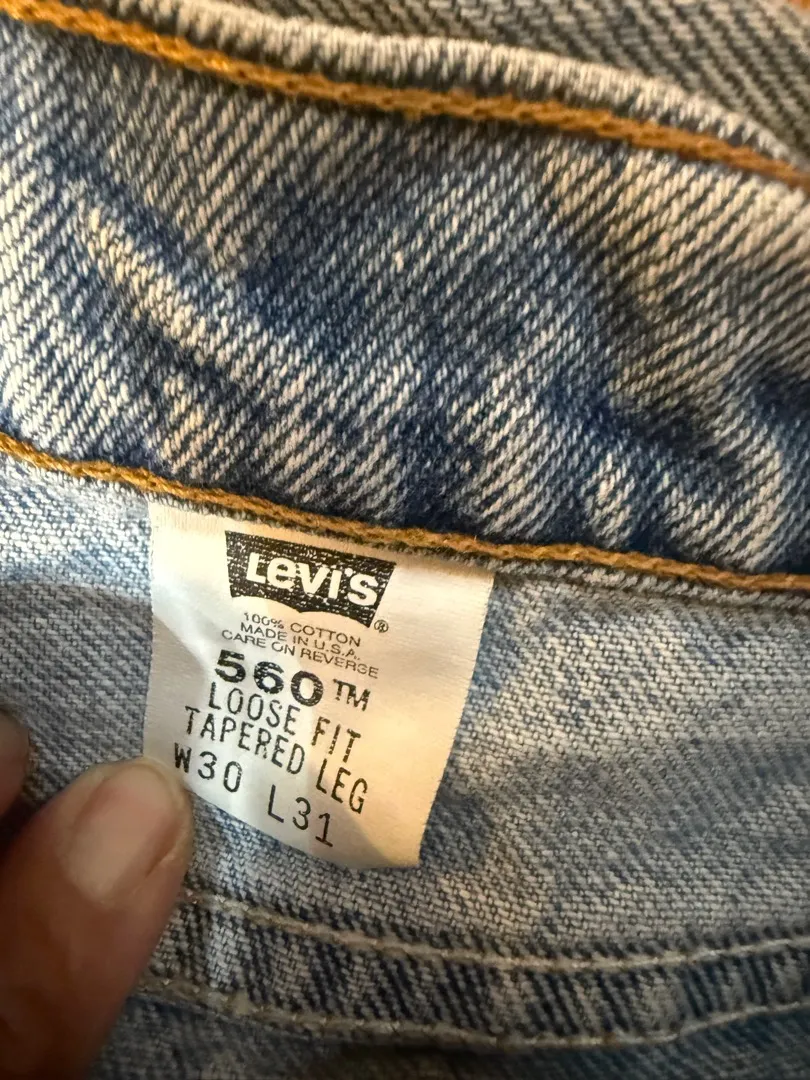 Levi's ®
100% COTTON
MADE IN U.S.A.
CARE ON REVERSE
560™
LOOSE FIT
TAPERED LEG
W30 L31